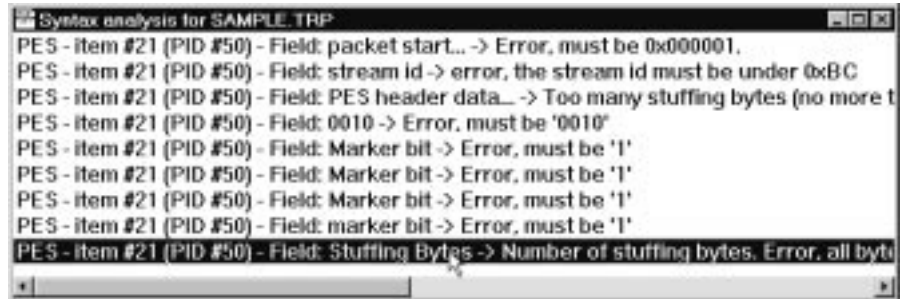 Syntax analysis for SAMPLE.TRP
PES - item #21 (PID #50) - Field: packet start... -> Error, must be 0x000001.
PES - item #21 (PID #50) - Field: stream id -> error, the stream id must be under 0xBC
PES - item #21 (PID #50) - Field: PES header data... -> Too many stuffing bytes (no more t
PES - item #21 (PID #50) - Field: 0010 -> Error, must be '0010'
PES - item #21 (PID #50) - Field: Marker bit -> Error, must be '1'
PES - item #21 (PID #50) - Field: Marker bit -> Error, must be '1'
PES - item #21 (PID #50) - Field: Marker bit -> Error, must be '1'
PES - item #21 (PID #50) - Field: marker bit -> Error, must be '1'
PES - item #21 (PID #50) - Field: Stuffing Bytes -> Number of stuffing bytes. Error, all byte